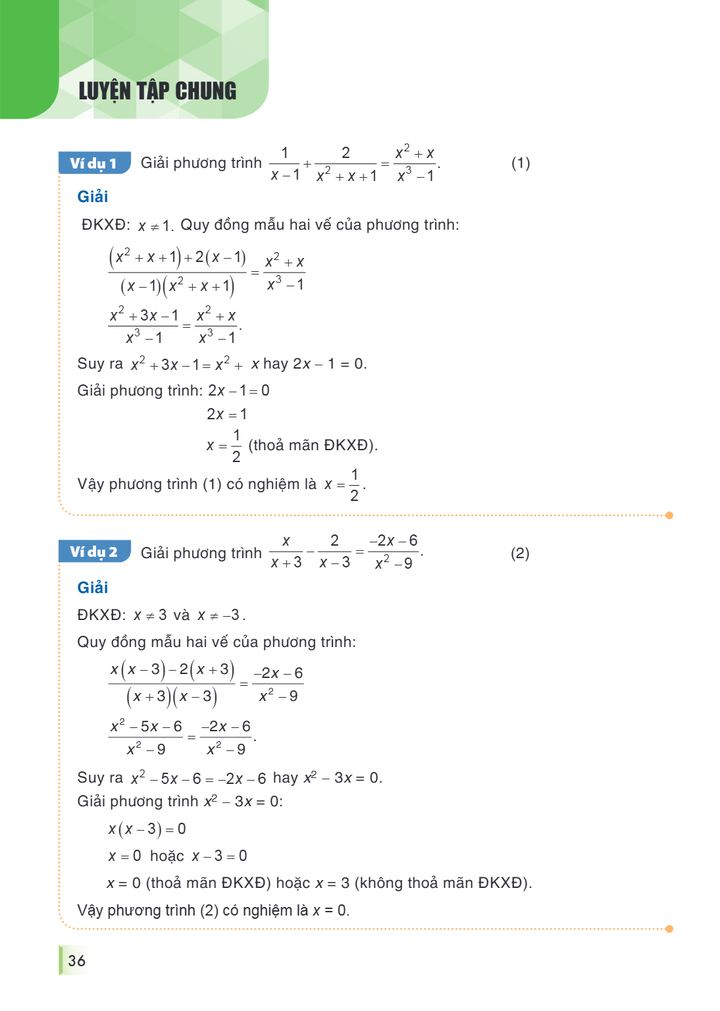 LUYỆN TẬP CHUNG
Ví dụ 1 Giải phương trình 1/(x − 1) + 2/(x² + x + 1) = (x² + x)/(x³ − 1). (1)
Giải
ĐKXĐ: x ≠ 1. Quy đồng mẫu hai vế của phương trình:
((x² + x + 1) + 2(x − 1))/((x − 1)(x² + x + 1)) = (x² + x)/(x³ − 1)
(x² + 3x − 1)/(x³ − 1) = (x² + x)/(x³ − 1).
Suy ra x² + 3x − 1 = x² + x hay 2x − 1 = 0.
Giải phương trình: 2x − 1 = 0
2x = 1
x = 1/2 (thoả mãn ĐKXĐ).
Vậy phương trình (1) có nghiệm là x = 1/2.
Ví dụ 2 Giải phương trình x/(x + 3) − 2/(x − 3) = (−2x − 6)/(x² − 9). (2)
Giải
ĐKXĐ: x ≠ 3 và x ≠ −3.
Quy đồng mẫu hai vế của phương trình:
(x(x − 3) − 2(x + 3))/((x + 3)(x − 3)) = (−2x − 6)/(x² − 9)
(x² − 5x − 6)/(x² − 9) = (−2x − 6)/(x² − 9).
Suy ra x² − 5x − 6 = −2x − 6 hay x² − 3x = 0.
Giải phương trình x² − 3x = 0:
x(x − 3) = 0
x = 0 hoặc x − 3 = 0
x = 0 (thoả mãn ĐKXĐ) hoặc x = 3 (không thoả mãn ĐKXĐ).
Vậy phương trình (2) có nghiệm là x = 0.
36